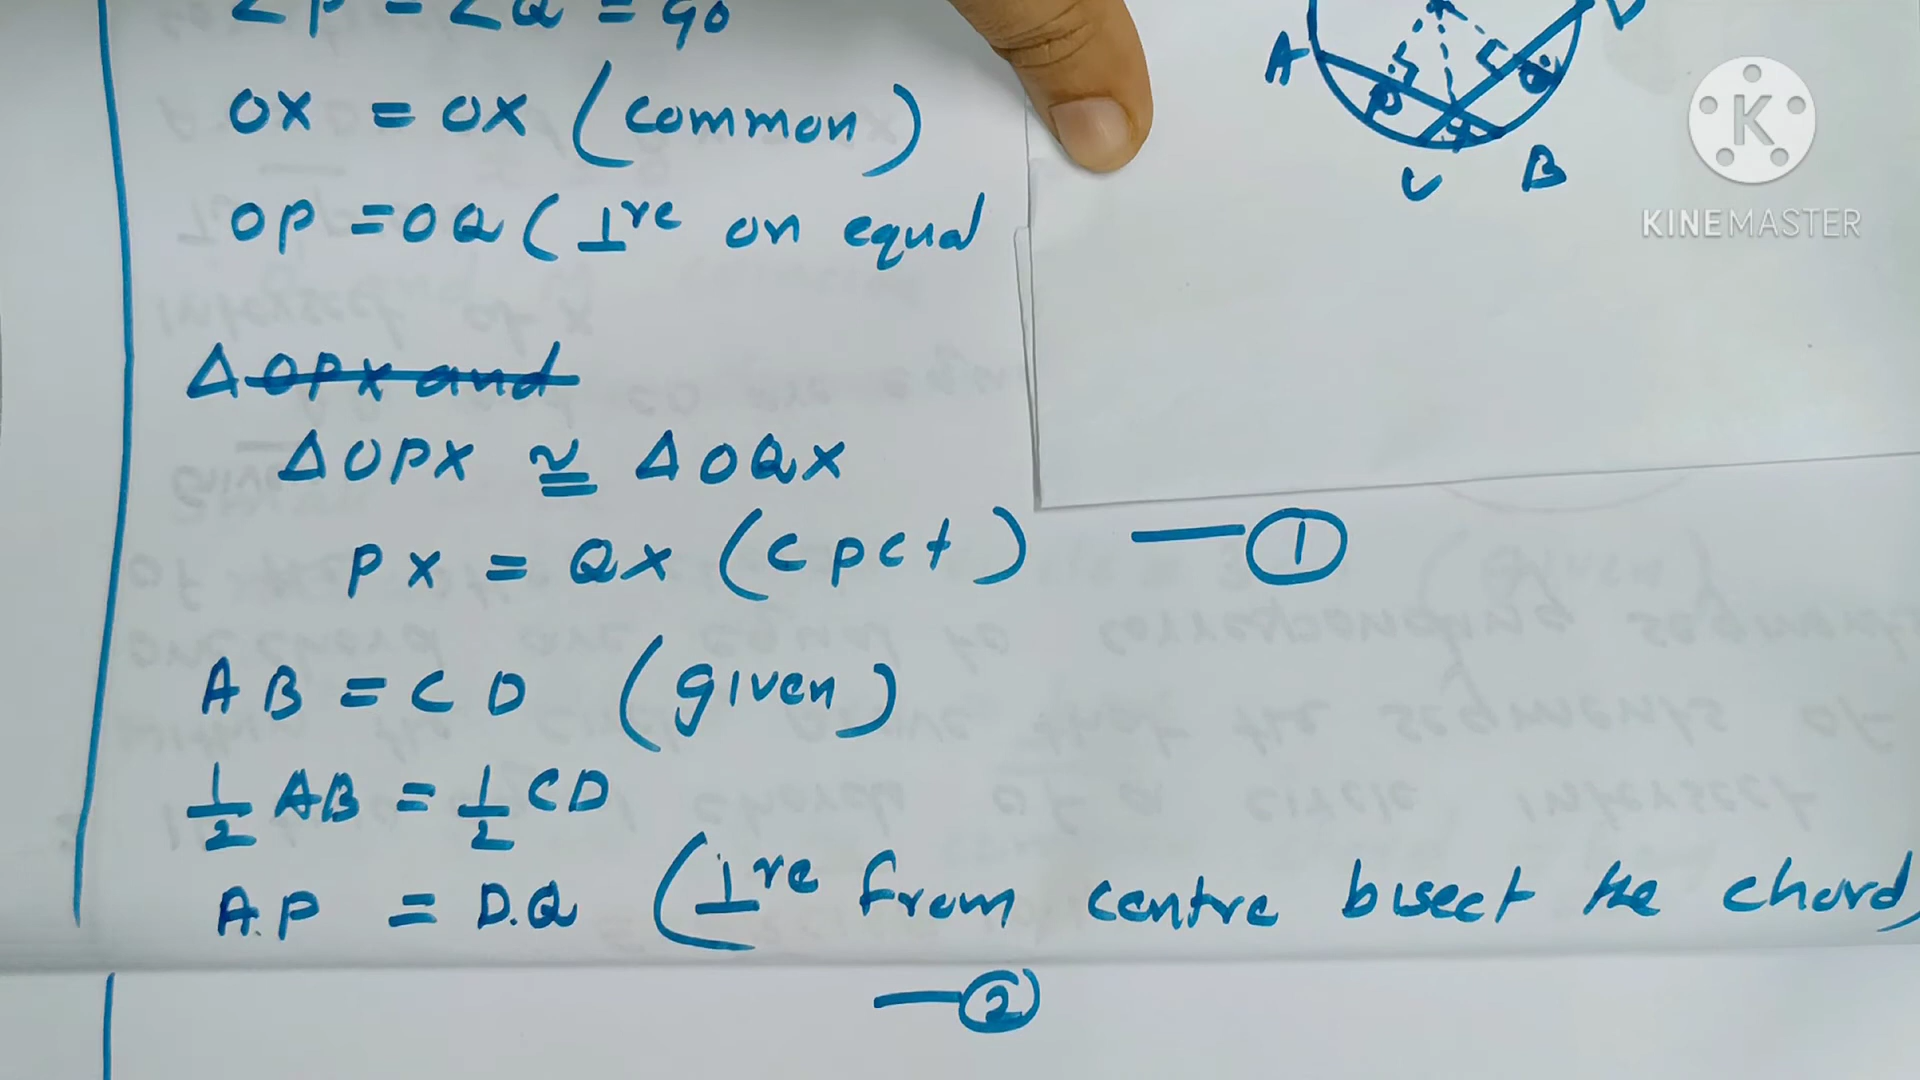 ∠P = ∠Q = 90
OX = OX (common)
OP = OQ (⊥re on equal
Δ OPX and
ΔOPX ≅ ΔOQX
PX = QX (cpct) — ①
AB = CD (given)
1/2 AB = 1/2 CD
A.P = D.Q (⊥re from centre bisect the chord)
— ②
A
P
Q
D
X
C
B
K
KINEMASTER